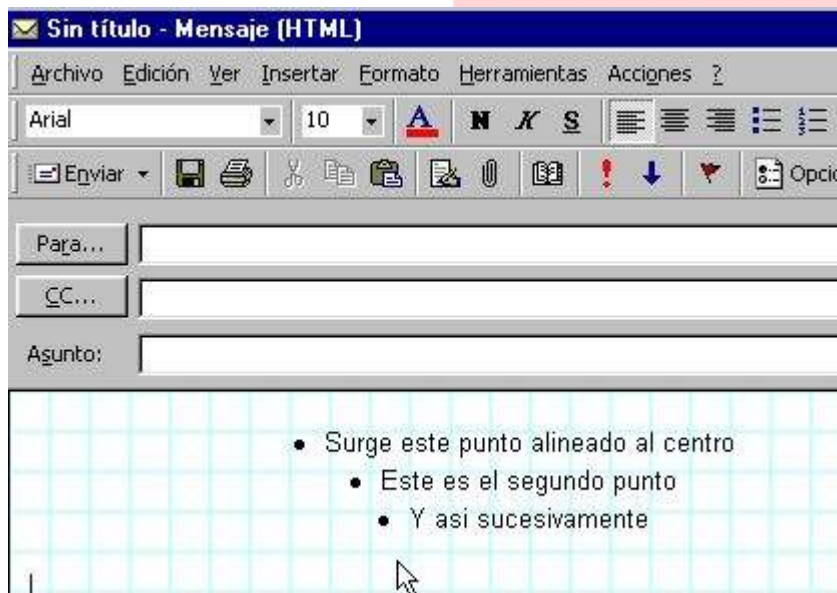 Sin título - Mensaje (HTML)
Archivo Edición Ver Insertar Formato Herramientas Acciones ?
Arial 10 A N K S
Enviar Opció
Para...
CC...
Asunto:
• Surge este punto alineado al centro
• Este es el segundo punto
• Y asi sucesivamente